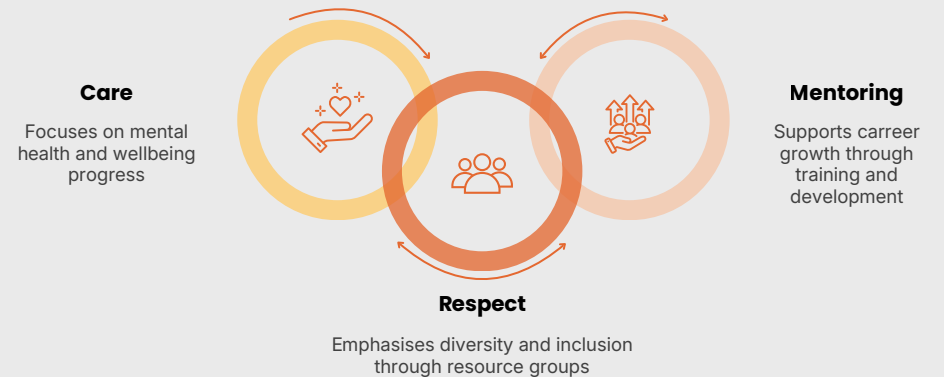 Care
Focuses on mental
health and wellbeing
progress
Mentoring
Supports carreer
growth through
training and
development
Respect
Emphasises diversity and inclusion
through resource groups